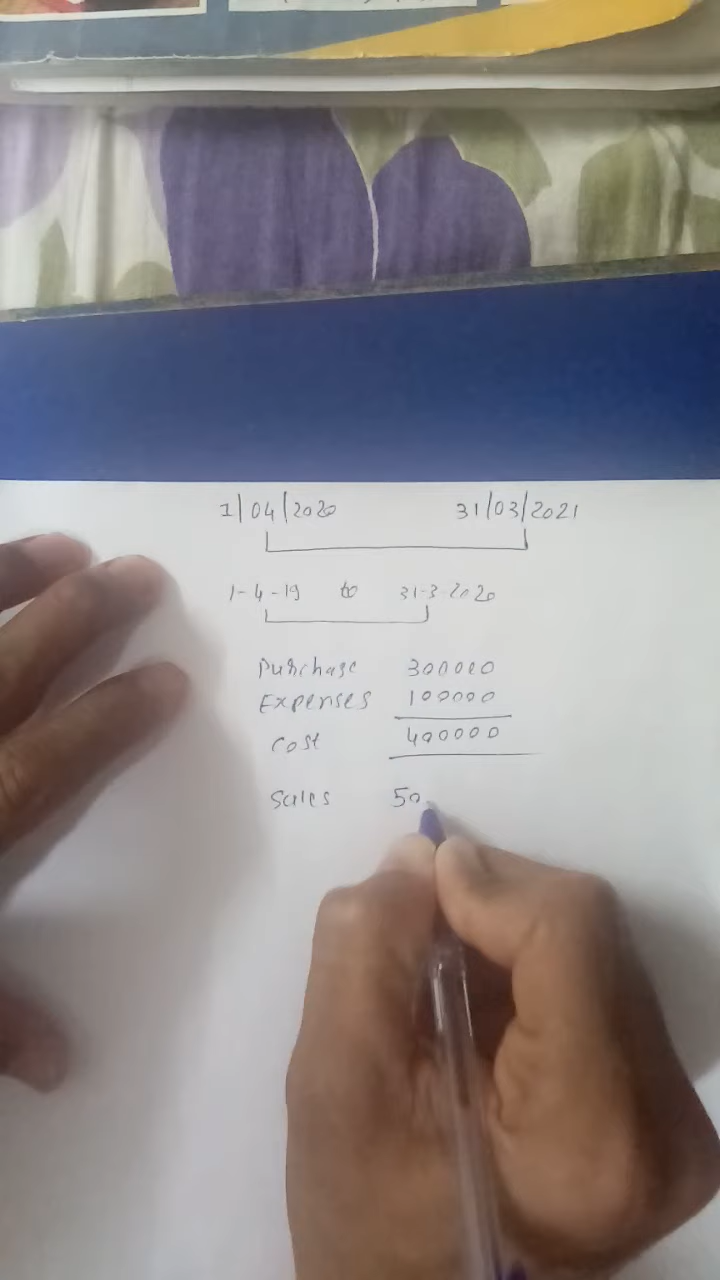 1/04/2020 31/03/2021
1-4-19 to 31-3-2020
Purchase 300000
Expenses 100000
Cost 400000
Sales 50